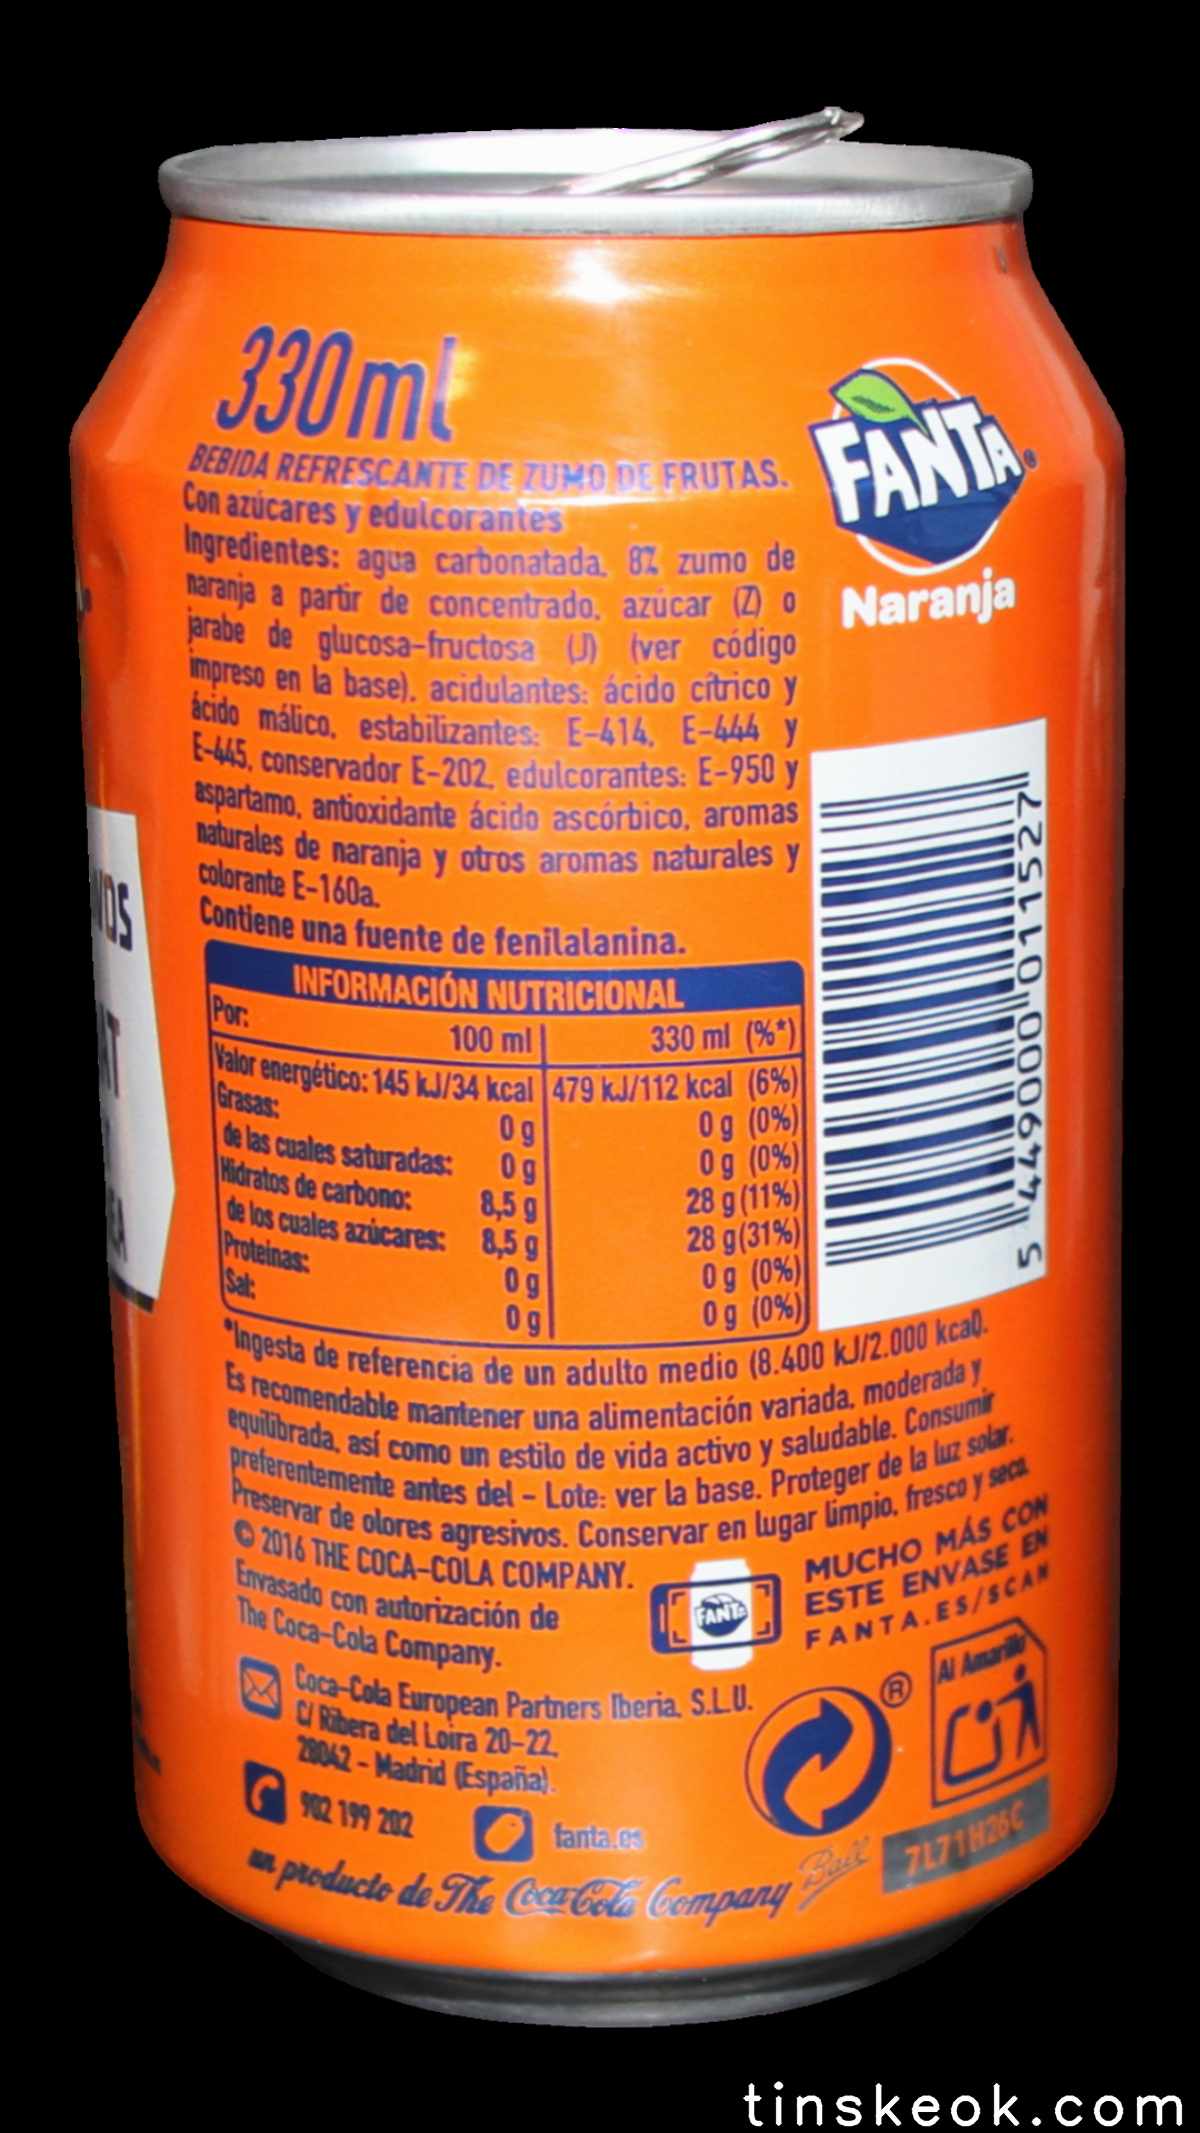 330ml
BEBIDA REFRESCANTE DE ZUMO DE FRUTAS.
Con azúcares y edulcorantes
Ingredientes: agua carbonatada, 8% zumo de
naranja a partir de concentrado, azúcar (Z) o
jarabe de glucosa-fructosa (J) (ver código
impreso en la base), acidulantes: ácido cítrico y
ácido málico, estabilizantes: E-414, E-444 y
E-445, conservador E-202, edulcorantes: E-950 y
aspartamo, antioxidante ácido ascórbico, aromas
naturales de naranja y otros aromas naturales y
colorante E-160a.
Contiene una fuente de fenilalanina.
FANTA®
Naranja
5 449000 011527
INFORMACIÓN NUTRICIONAL
Por: 100 ml 330 ml (%*)
Valor energético: 145 kJ/34 kcal 479 kJ/112 kcal (6%)
Grasas: 0 g 0 g (0%)
de las cuales saturadas: 0 g 0 g (0%)
Hidratos de carbono: 8,5 g 28 g (11%)
de los cuales azúcares: 8,5 g 28 g (31%)
Proteínas: 0 g 0 g (0%)
Sal: 0 g 0 g (0%)
*Ingesta de referencia de un adulto medio (8.400 kJ/2.000 kcal).
Es recomendable mantener una alimentación variada, moderada y
equilibrada, así como un estilo de vida activo y saludable. Consumir
preferentemente antes del - Lote: ver la base. Proteger de la luz solar.
Preservar de olores agresivos. Conservar en lugar limpio, fresco y seco.
© 2016 THE COCA-COLA COMPANY.
Envasado con autorización de
The Coca-Cola Company.
FANTA
MUCHO MÁS CON
ESTE ENVASE EN
FANTA.ES/SCAN
Coca-Cola European Partners Iberia, S.L.U.
C/ Ribera del Loira 20-22,
28042 - Madrid (España).
902 199 202
fanta.es
®
Al Amarillo
un producto de The Coca-Cola Company
Ball
7L71H26C
VOS
NT
EA
tinskeok.com